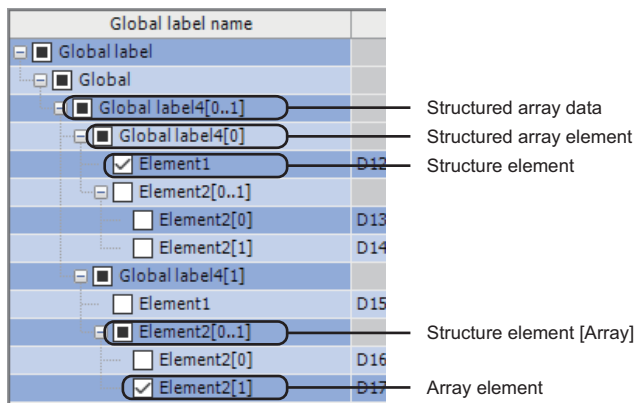 Global label name
Global label
Global
Global label4[0..1]
Structured array data
Global label4[0]
Structured array element
Element1
D12
Structure element
Element2[0..1]
Element2[0]
D13
Element2[1]
D14
Global label4[1]
Element1
D15
Element2[0..1]
Structure element [Array]
Element2[0]
D16
Element2[1]
D17
Array element